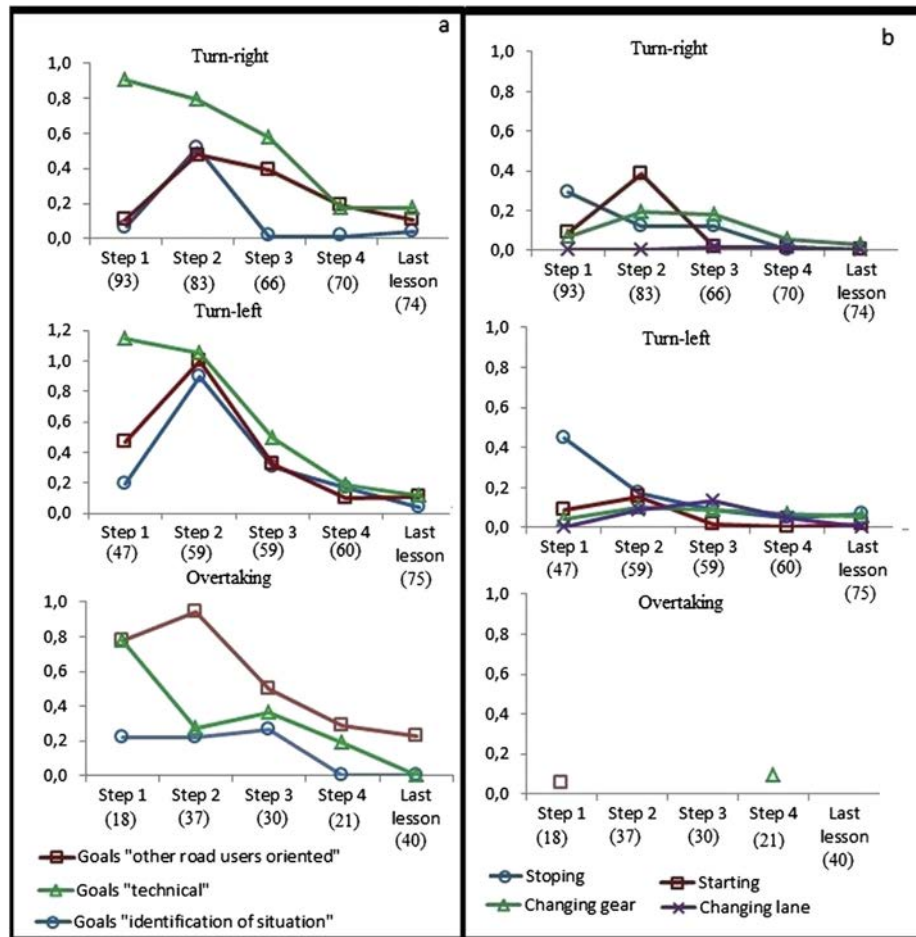 a
Turn-right
1,0
0,8
0,6
0,4
0,2
0,0
Step 1 Step 2 Step 3 Step 4 Last
lesson
(93) (83) (66) (70) (74)
Turn-left
1,2
1,0
0,8
0,6
0,4
0,2
0,0
Step 1 Step 2 Step 3 Step 4 Last
lesson
(47) (59) (59) (60) (75)
Overtaking
1,0
0,8
0,6
0,4
0,2
0,0
Step 1 Step 2 Step 3 Step 4 Last
lesson
(18) (37) (30) (21) (40)
Goals "other road users oriented"
Goals "technical"
Goals "identification of situation"
b
Turn-right
1,0
0,8
0,6
0,4
0,2
0,0
Step 1 Step 2 Step 3 Step 4 Last
lesson
(93) (83) (66) (70) (74)
Turn-left
1,0
0,8
0,6
0,4
0,2
0,0
Step 1 Step 2 Step 3 Step 4 Last
lesson
(47) (59) (59) (60) (75)
Overtaking
1,0
0,8
0,6
0,4
0,2
0,0
Step 1 Step 2 Step 3 Step 4 Last
lesson
(18) (37) (30) (21) (40)
Stoping Starting
Changing gear Changing lane